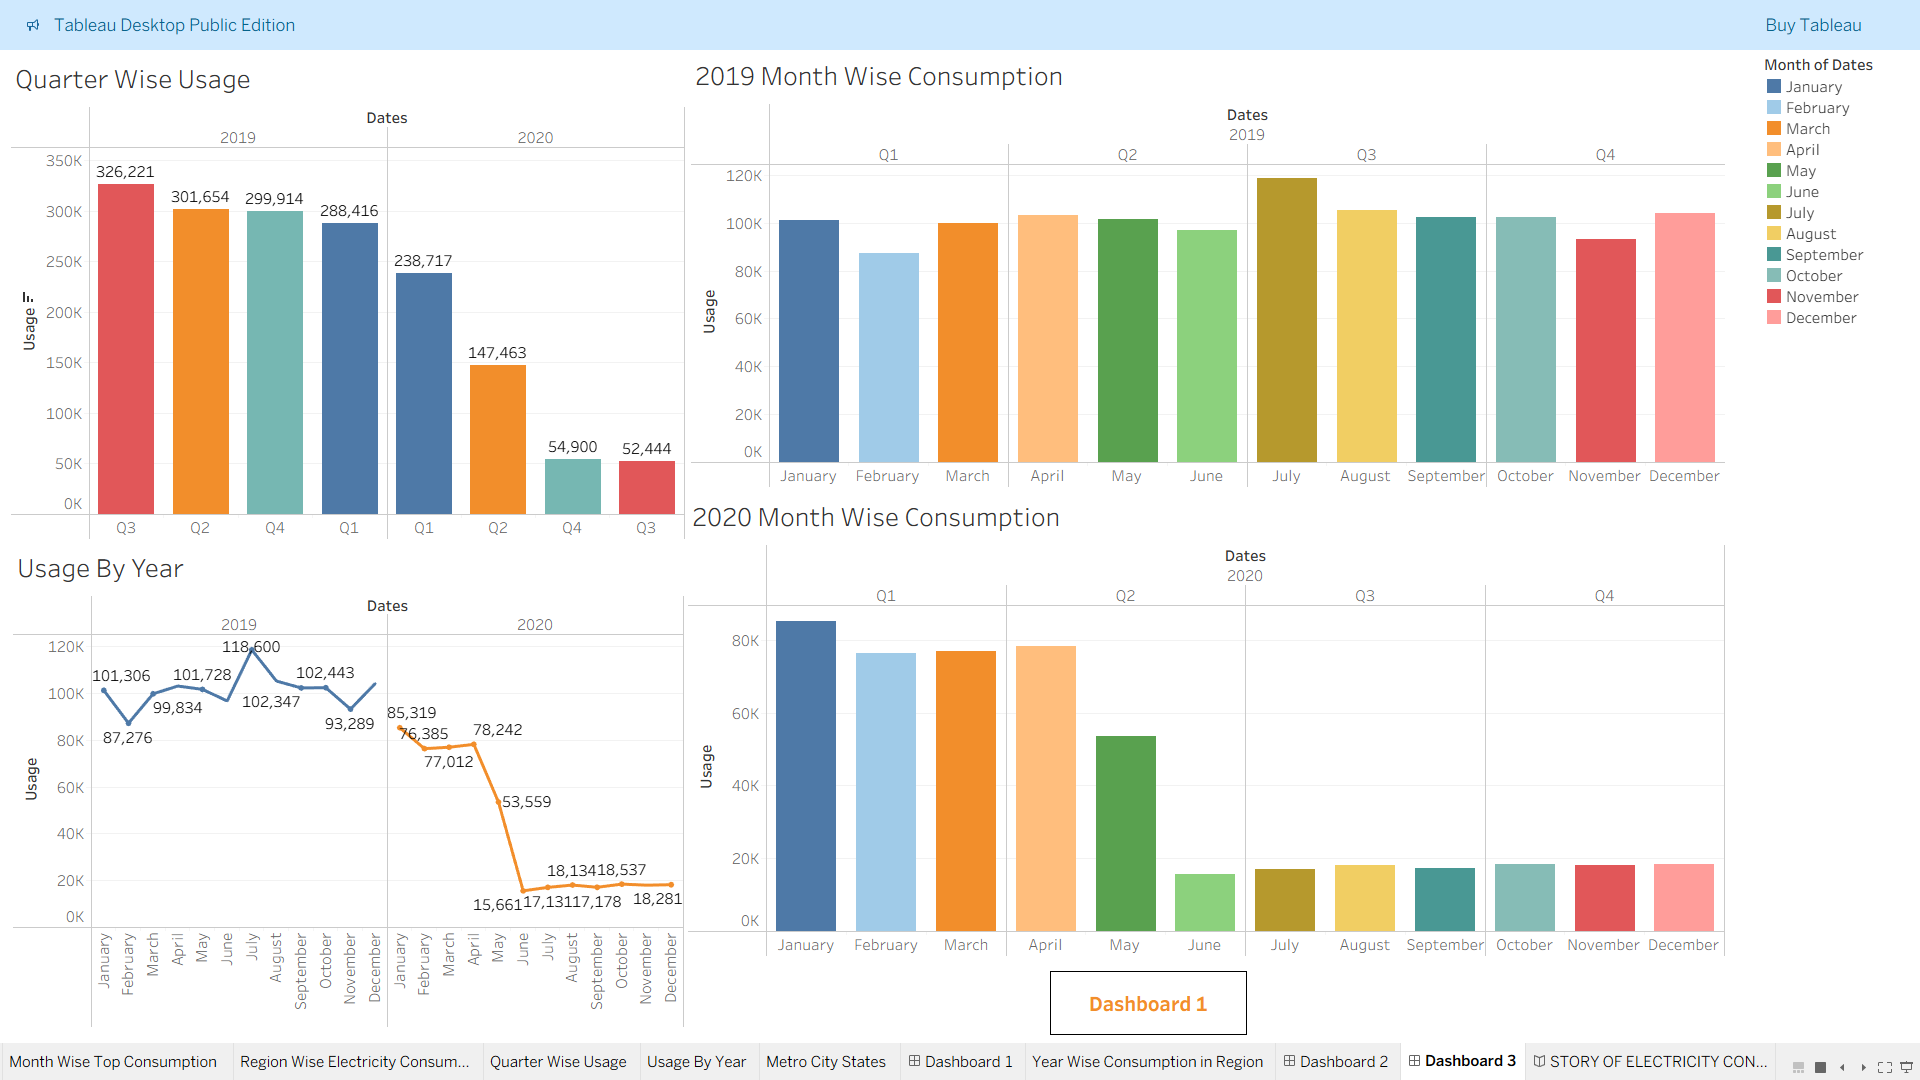 Tableau Desktop Public Edition
Buy Tableau
Quarter Wise Usage
Dates
2019 2020
350K
300K
250K
200K
150K
100K
50K
0K
Usage
326,221
301,654
299,914
288,416
238,717
147,463
54,900
52,444
Q3 Q2 Q4 Q1 Q1 Q2 Q4 Q3
2019 Month Wise Consumption
Dates
2019
Q1 Q2 Q3 Q4
120K
100K
80K
60K
40K
20K
0K
Usage
January February March April May June July August September October November December
Month of Dates
January
February
March
April
May
June
July
August
September
October
November
December
Usage By Year
Dates
2019 2020
120K
100K
80K
60K
40K
20K
0K
Usage
101,306
87,276
99,834
101,728
118,600
102,347
102,443
93,289
85,319
76,385
77,012
78,242
53,559
15,661
17,131
18,134
17,178
18,537
18,281
January February March April May June July August September October November December
January February March April May June July August September October November December
2020 Month Wise Consumption
Dates
2020
Q1 Q2 Q3 Q4
80K
60K
40K
20K
0K
Usage
January February March April May June July August September October November December
Dashboard 1
Month Wise Top Consumption
Region Wise Electricity Consum...
Quarter Wise Usage
Usage By Year
Metro City States
Dashboard 1
Year Wise Consumption in Region
Dashboard 2
Dashboard 3
STORY OF ELECTRICITY CON...